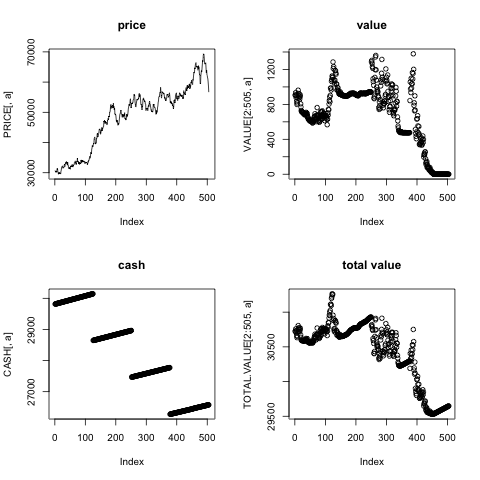 price
PRICE[, a]
30000
50000
70000
0
100
200
300
400
500
Index
value
VALUE[2:505, a]
0
400
800
1200
0
100
200
300
400
500
Index
cash
CASH[, a]
27000
29000
0
100
200
300
400
500
Index
total value
TOTAL.VALUE[2:505, a]
29500
30500
0
100
200
300
400
500
Index